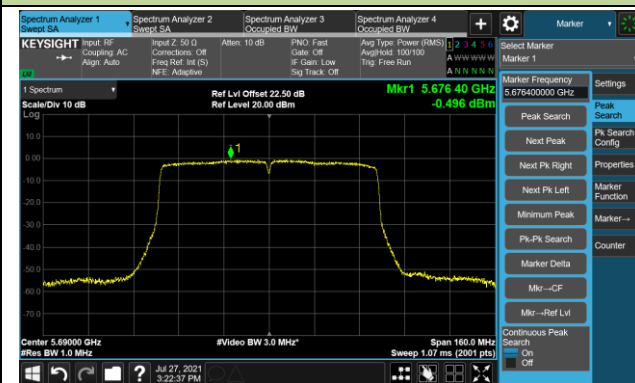 Spectrum Analyzer 1
Swept SA
Spectrum Analyzer 2
Swept SA
Spectrum Analyzer 3
Occupied BW
Spectrum Analyzer 4
Occupied BW
+
Marker
KEYSIGHT
Input: RF
Coupling: AC
Align: Auto
Input Z: 50 Ω
Corrections: Off
Freq Ref: Int (S)
NFE: Adaptive
Atten: 10 dB
PNO: Fast
Gate: Off
IF Gain: Low
Sig Track: Off
Avg Type: Power (RMS)
Avg|Hold: 100/100
Trig: Free Run
1 2 3 4 5 6
A W W W W W
A N N N N N
LXI
Select Marker
Marker 1
1 Spectrum
Scale/Div 10 dB
Log
Ref Lvl Offset 22.50 dB
Ref Level 20.00 dBm
Mkr1 5.676 40 GHz
-0.496 dBm
10.0
0.00
-10.0
-20.0
-30.0
-40.0
-50.0
-60.0
-70.0
1
Center 5.69000 GHz
#Res BW 1.0 MHz
#Video BW 3.0 MHz*
Span 160.0 MHz
Sweep 1.07 ms (2001 pts)
Marker Frequency
5.676400000 GHz
Peak Search
Next Peak
Next Pk Right
Next Pk Left
Minimum Peak
Pk-Pk Search
Marker Delta
Mkr→CF
Mkr→Ref Lvl
Continuous Peak
Search
On
Off
Settings
Peak
Search
Pk Search
Config
Properties
Marker
Function
Marker→
Counter
?
Jul 27, 2021
3:22:37 PM